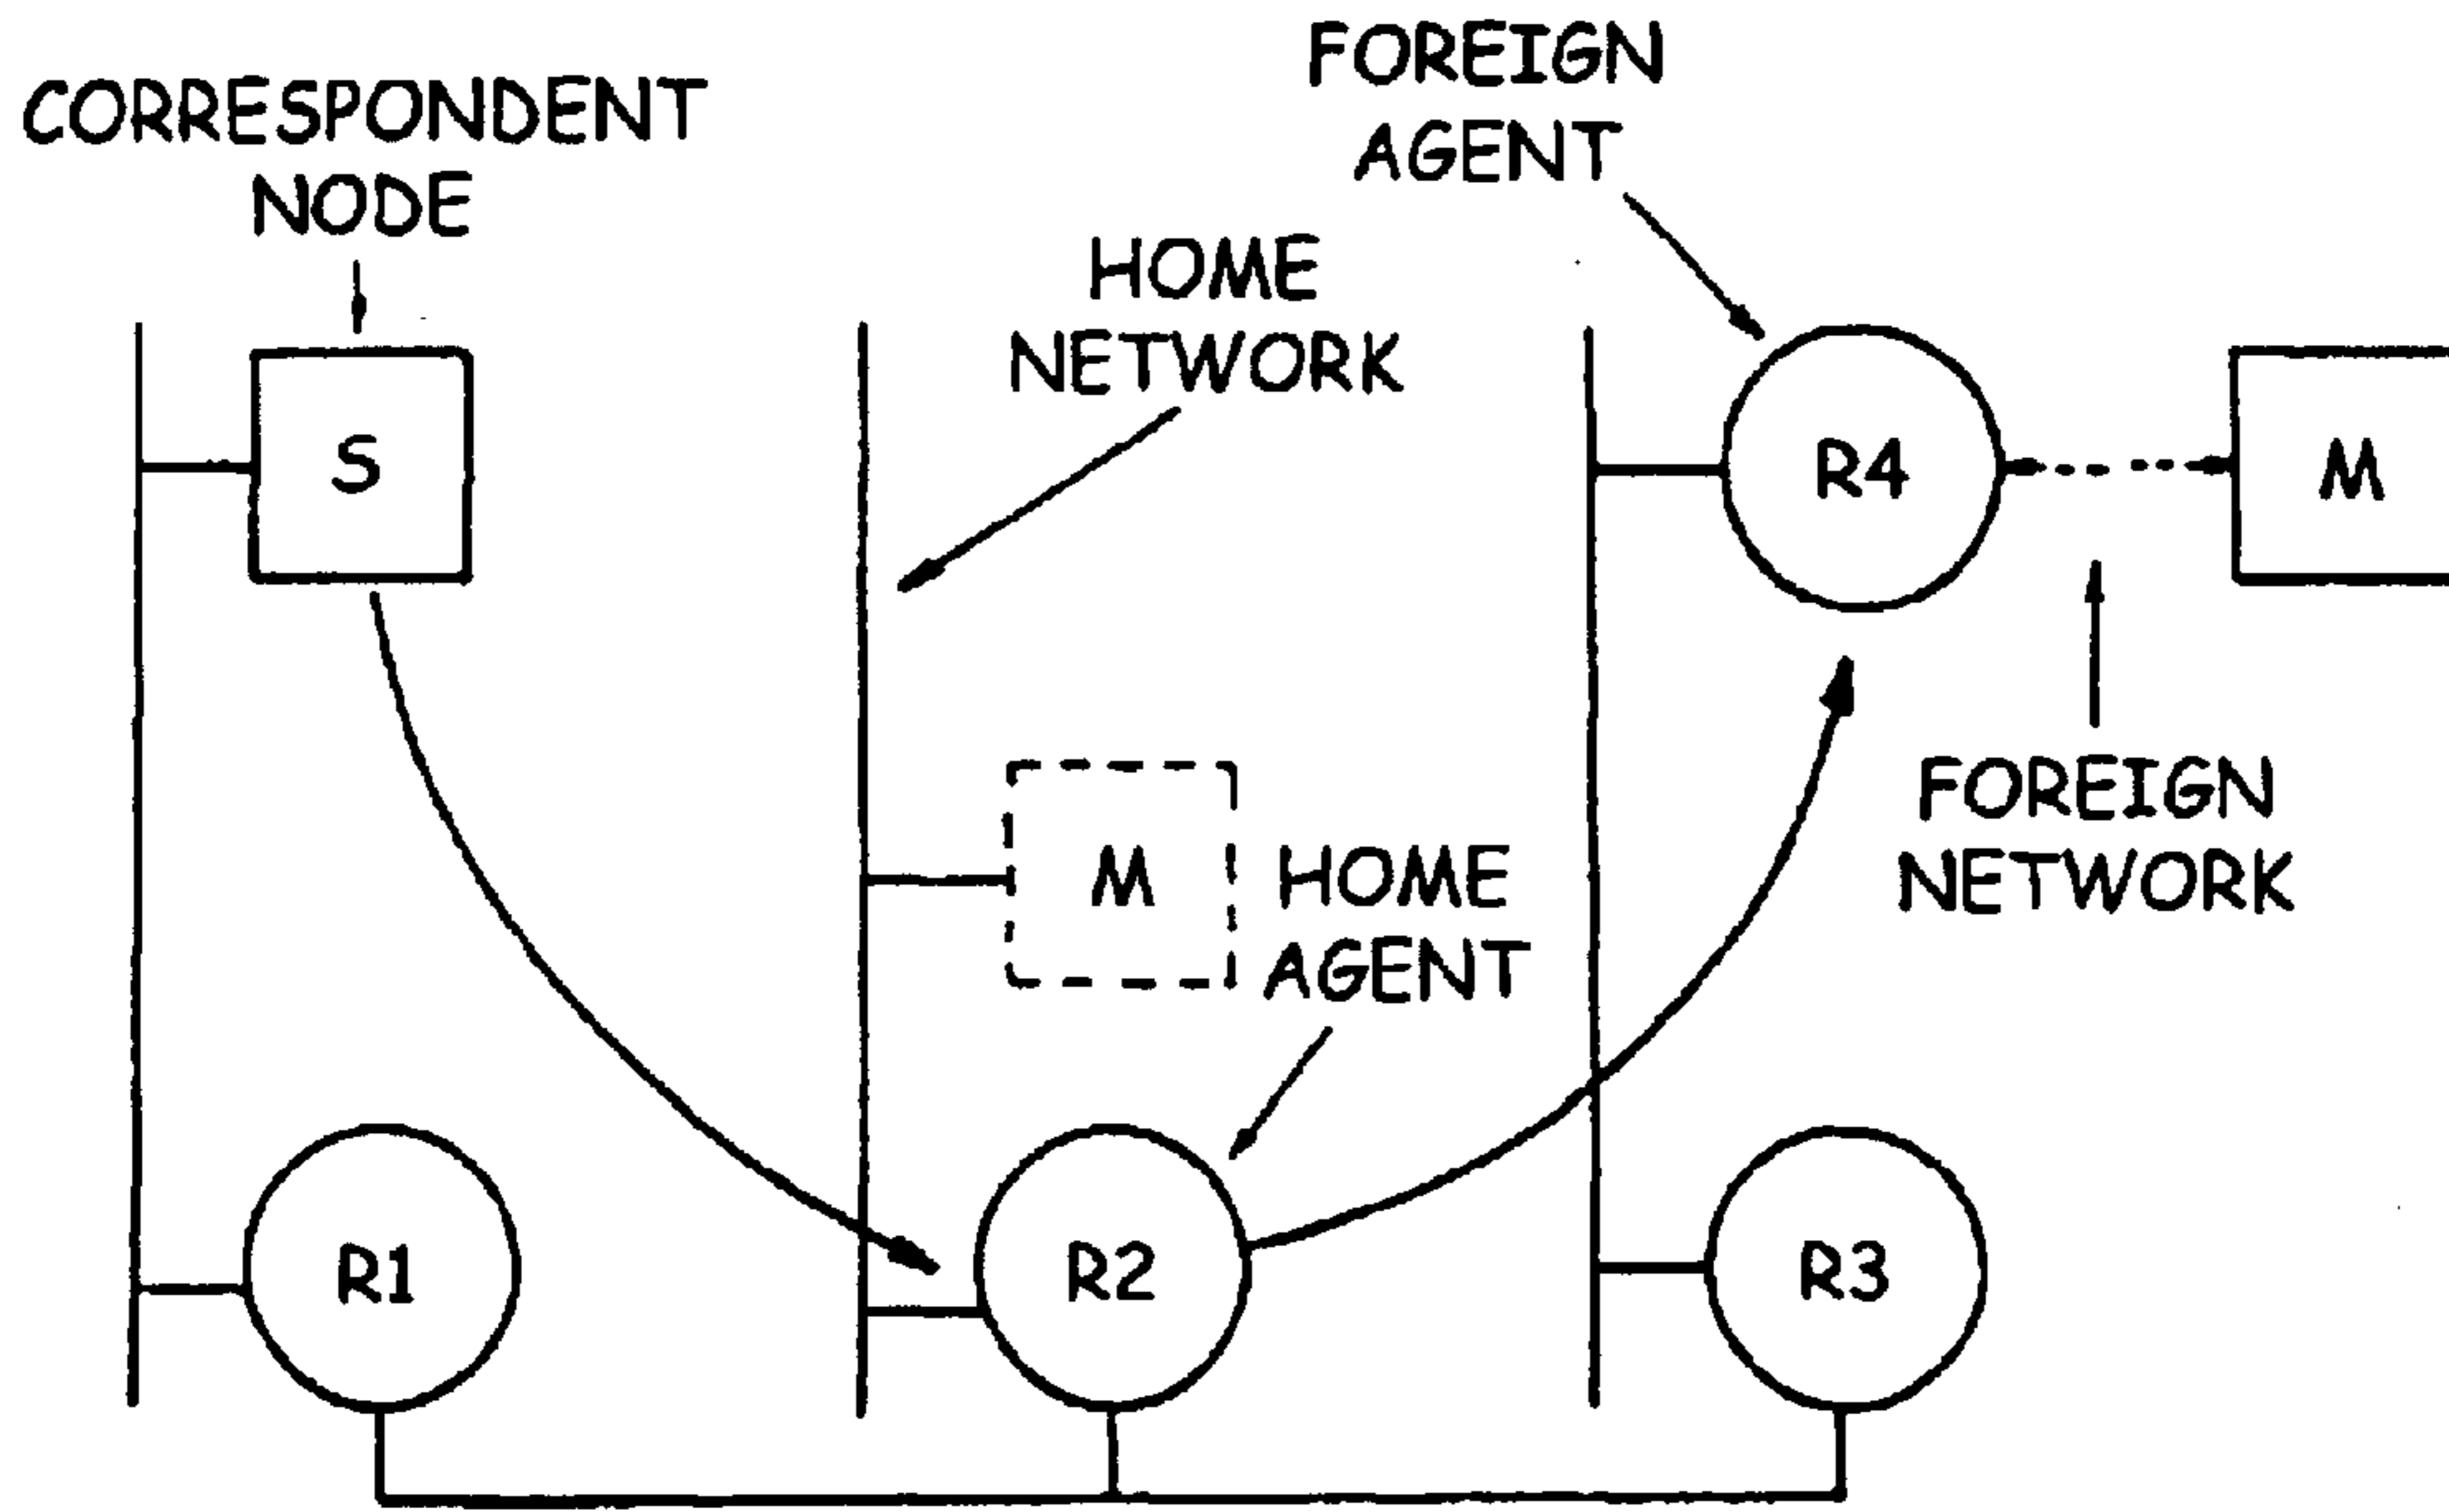 FOREIGN
AGENT
CORRESPONDENT
NODE
HOME
NETWORK
S
R4
M
FOREIGN
NETWORK
M
HOME
AGENT
R1
R2
R3